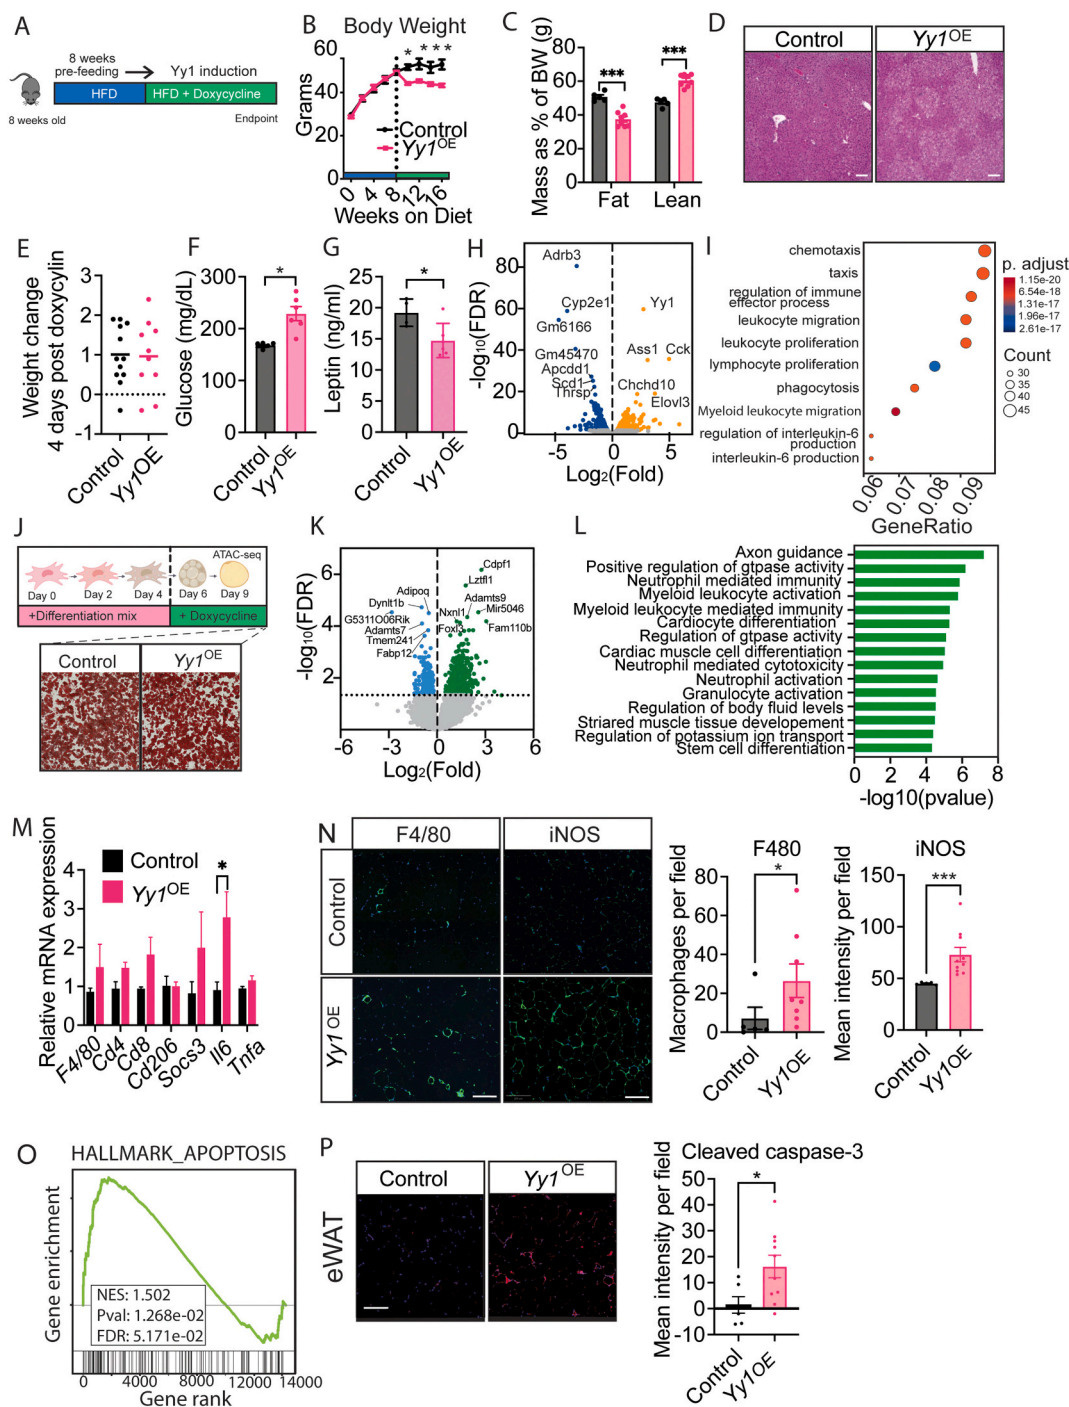 A
8 weeks
pre-feeding
Yy1 induction
HFD
HFD + Doxycycline
8 weeks old
Endpoint
B
Body Weight
Grams
60
40
20
0
* * * *
Control
Yy1OE
0 4 8 12 16
Weeks on Diet
C
Mass as % of BW (g)
80
60
40
20
0
***
***
Fat Lean
D
Control
Yy1OE
E
Weight change
4 days post doxycylin
3
2
1
0
-1
Control
Yy1OE
F
Glucose (mg/dL)
300
200
100
0
*
Control
Yy1OE
G
Leptin (ng/ml)
25
20
15
10
5
0
*
Control
Yy1OE
H
-log10(FDR)
80
60
40
20
0
Adrb3
Cyp2e1
Gm6166
Yy1
Gm45470
Apcdd1
Scd1
Thrsp
Ass1
Cck
Chchd10
Elovl3
-5 0 5
Log2(Fold)
I
chemotaxis
taxis
regulation of immune
effector process
leukocyte migration
leukocyte proliferation
lymphocyte proliferation
phagocytosis
Myeloid leukocyte migration
regulation of interleukin-6
production
interleukin-6 production
0.06 0.07 0.08 0.09
GeneRatio
p. adjust
1.15e-20
6.54e-18
1.31e-17
1.96e-17
2.61e-17
Count
30
35
40
45
J
ATAC-seq
Day 0 Day 2 Day 4 Day 6 Day 9
+Differentiation mix
+ Doxocycline
Control
Yy1OE
K
-log10(FDR)
6
4
2
Cdpf1
Lztfl1
Adipoq
Adamts9
Dynlt1b
Nxnl1
Mir5046
G5311O06Rik
Foxl3
Fam110b
Adamts7
Tmem241
Fabp12
-6 -3 0 3 6
Log2(Fold)
L
Axon guidance
Positive regulation of gtpase activity
Neutrophil mediated immunity
Myeloid leukocyte activation
Myeloid leukocyte mediated immunity
Cardiocyte differentiation
Regulation of gtpase activity
Cardiac muscle cell differentiation
Neutrophil mediated cytotoxicity
Neutrophil activation
Granulocyte activation
Regulation of body fluid levels
Striared muscle tissue developement
Regulation of potassium ion transport
Stem cell differentiation
0 2 4 6 8
-log10(pvalue)
M
Relative mRNA expression
4
3
2
1
0
Control
Yy1OE
*
F4/80
Cd4
Cd8
Cd206
Socs3
Il6
Tnfa
N
F4/80
iNOS
Control
Yy1OE
F480
Macrophages per field
80
60
40
20
0
*
Control
Yy1OE
iNOS
Mean intensity per field
150
100
50
0
***
Control
Yy1OE
O
HALLMARK_APOPTOSIS
Gene enrichment
NES: 1.502
Pval: 1.268e-02
FDR: 5.171e-02
0 4000 8000 10000 12000 14000
Gene rank
P
Control
Yy1OE
eWAT
Cleaved caspase-3
Mean intensity per field
50
40
30
20
10
0
-10
*
Control
Yy1OE